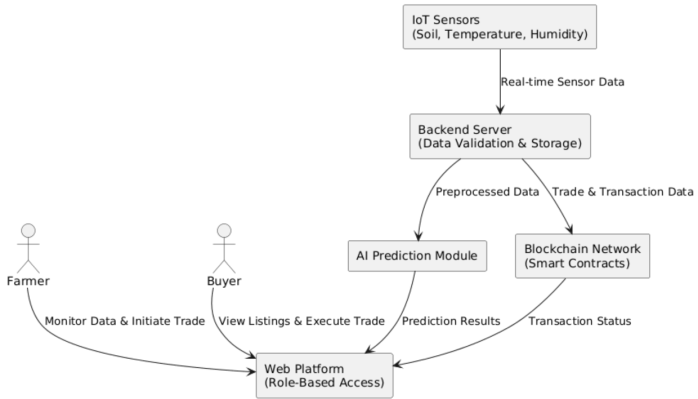 IoT Sensors
(Soil, Temperature, Humidity)
Real-time Sensor Data
Backend Server
(Data Validation & Storage)
Preprocessed Data
Trade & Transaction Data
Farmer
Buyer
AI Prediction Module
Blockchain Network
(Smart Contracts)
Monitor Data & Initiate Trade
View Listings & Execute Trade
Prediction Results
Transaction Status
Web Platform
(Role-Based Access)